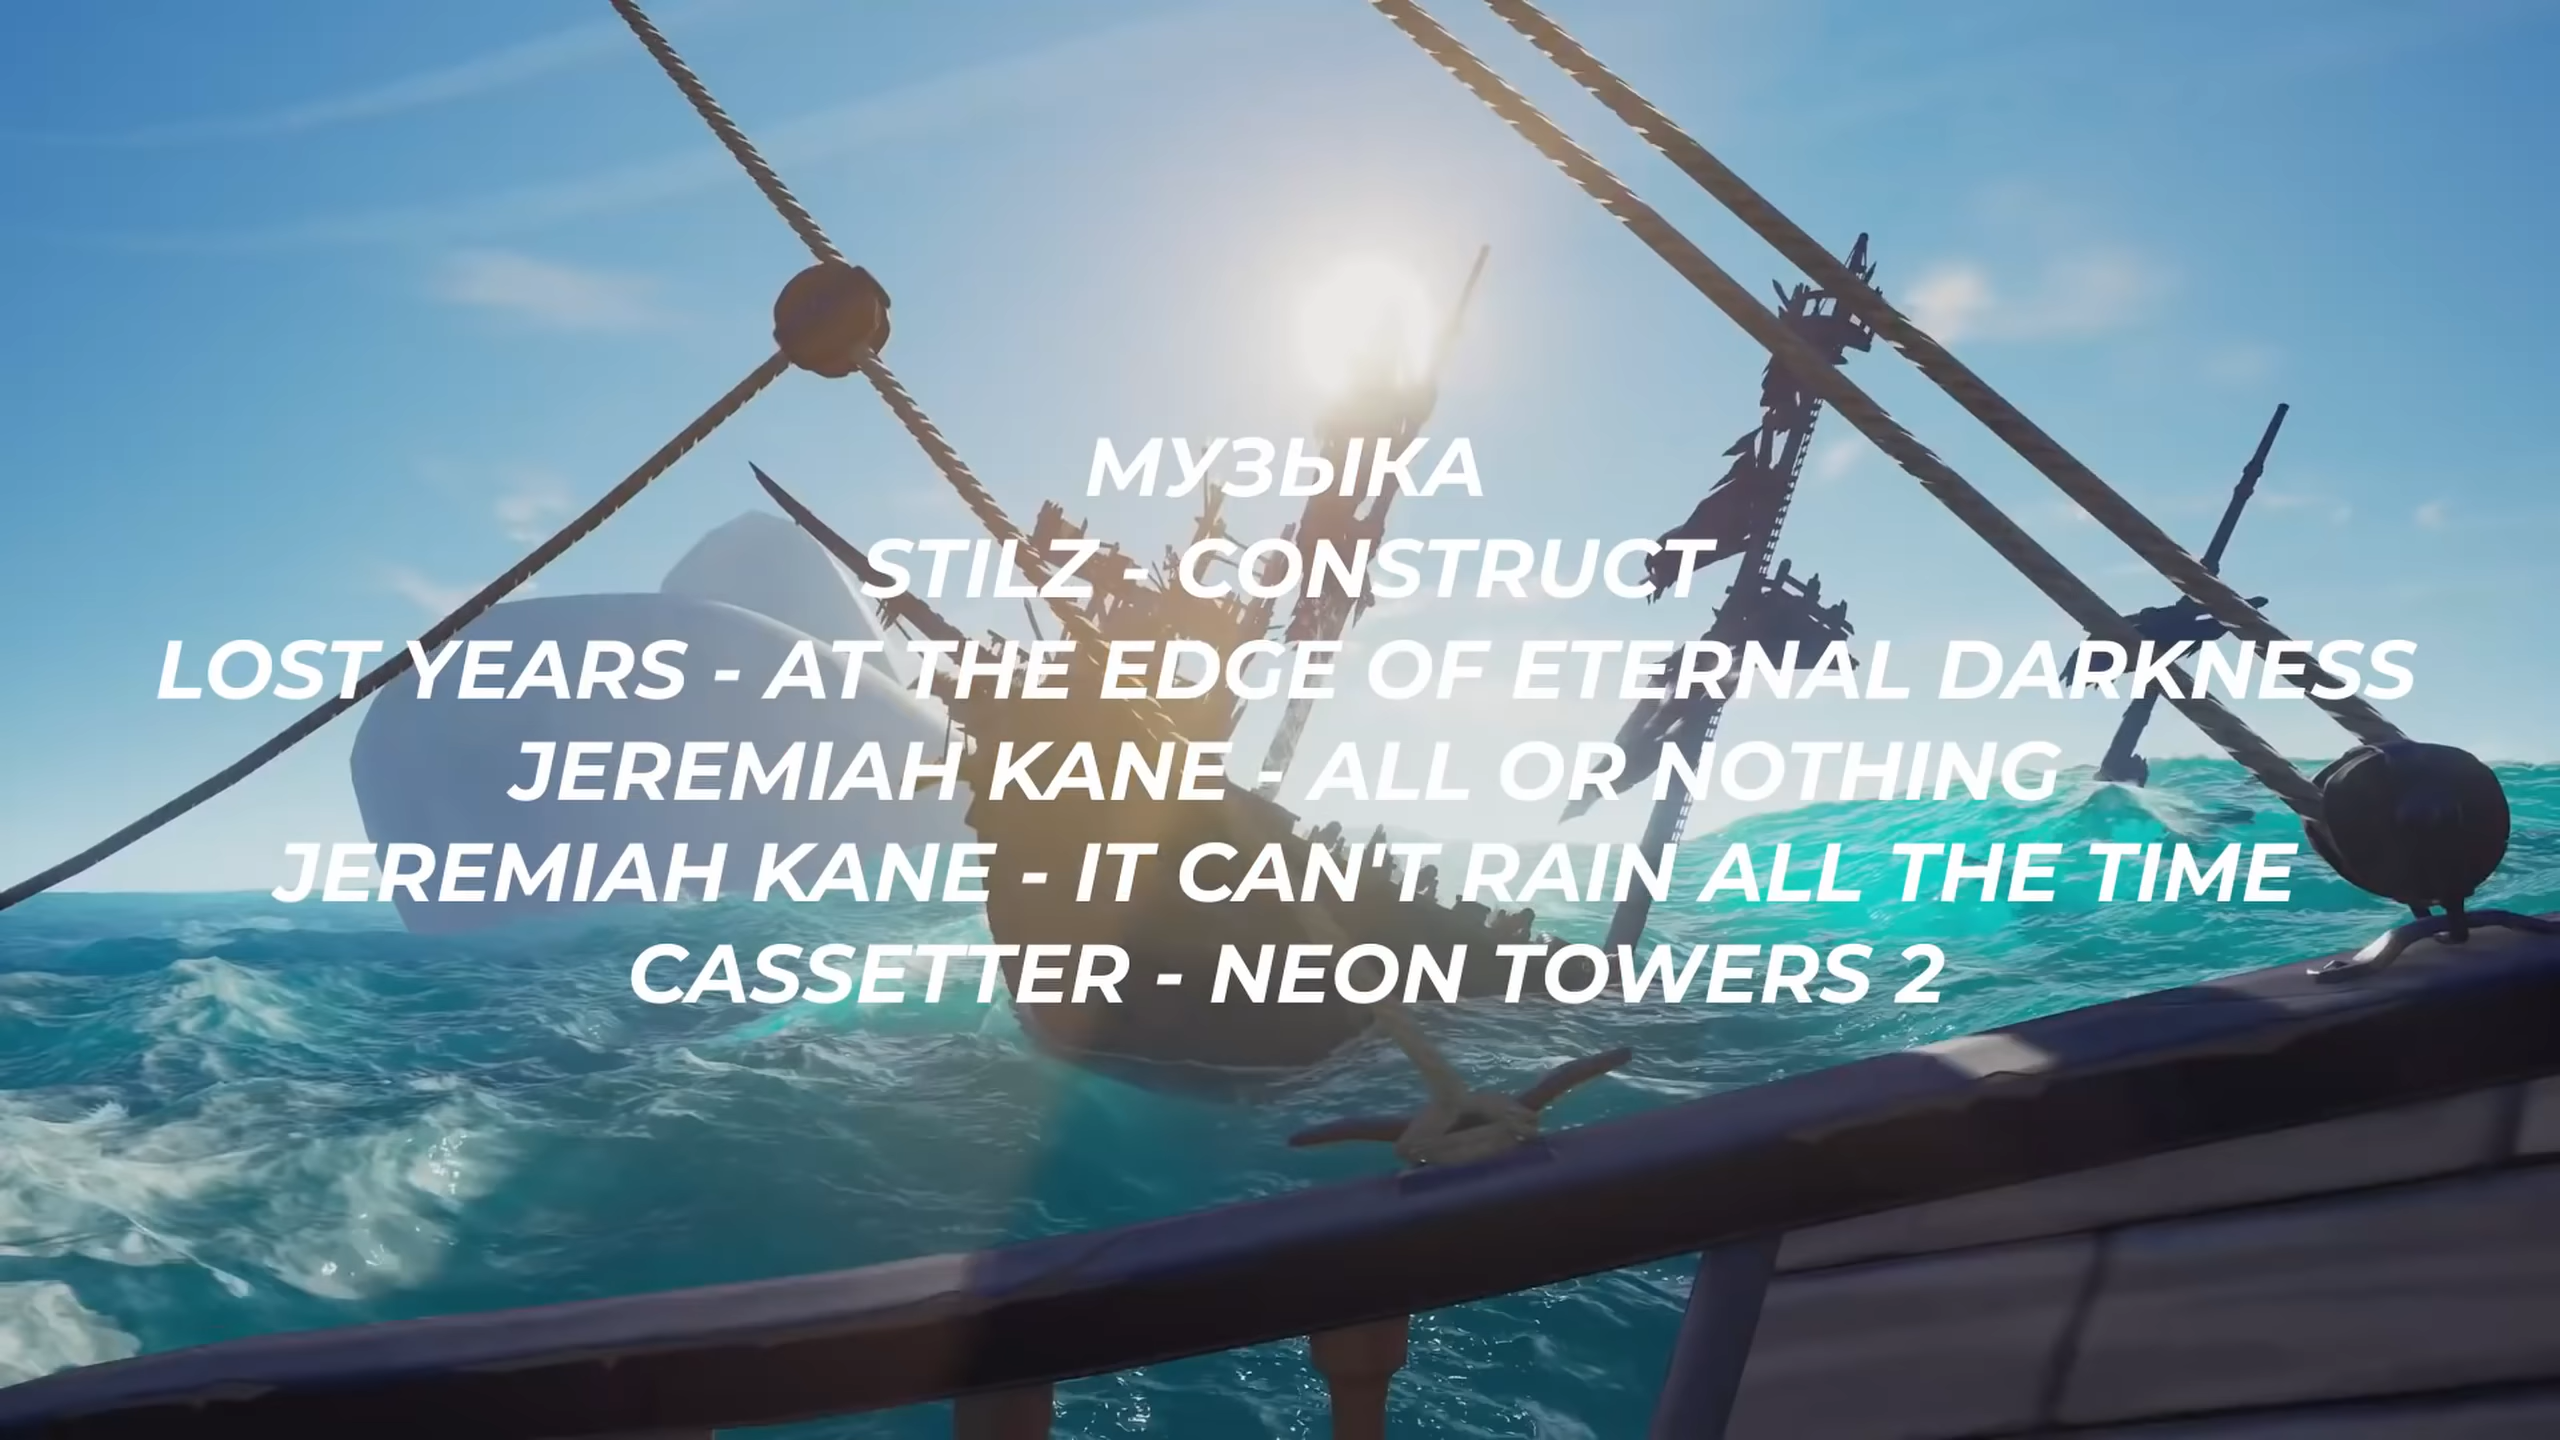 МУЗЫКА
STILZ - CONSTRUCT
LOST YEARS - AT THE EDGE OF ETERNAL DARKNESS
JEREMIAH KANE - ALL OR NOTHING
JEREMIAH KANE - IT CAN'T RAIN ALL THE TIME
CASSETTER - NEON TOWERS 2